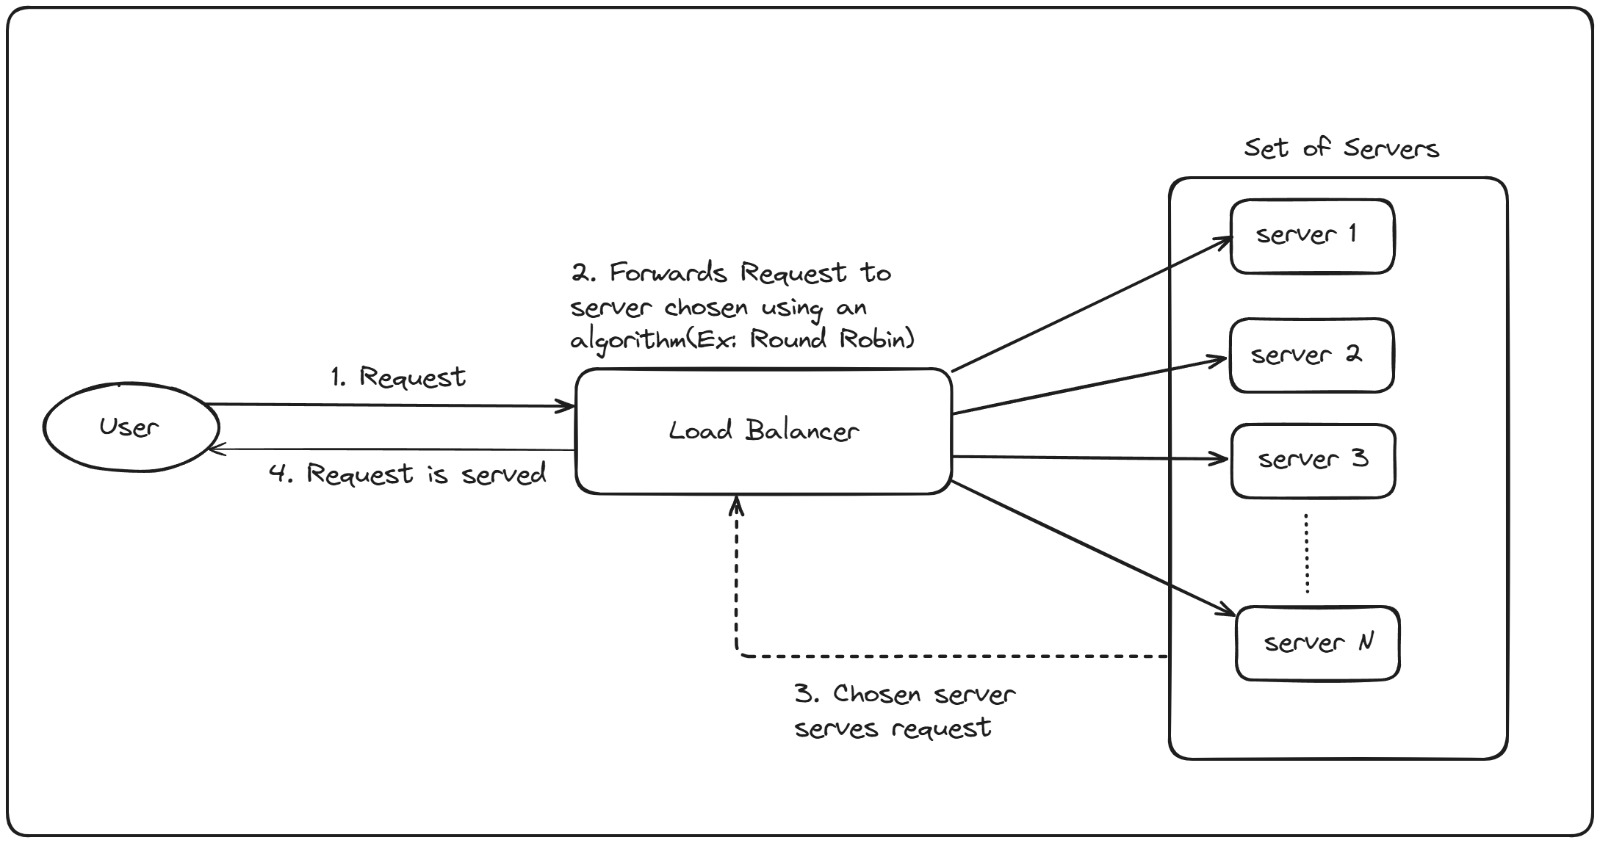 Set of Servers
server 1
2. Forwards Request to
server chosen using an
algorithm(Ex: Round Robin)
server 2
1. Request
User
Load Balancer
server 3
4. Request is served
server N
3. Chosen server
serves request